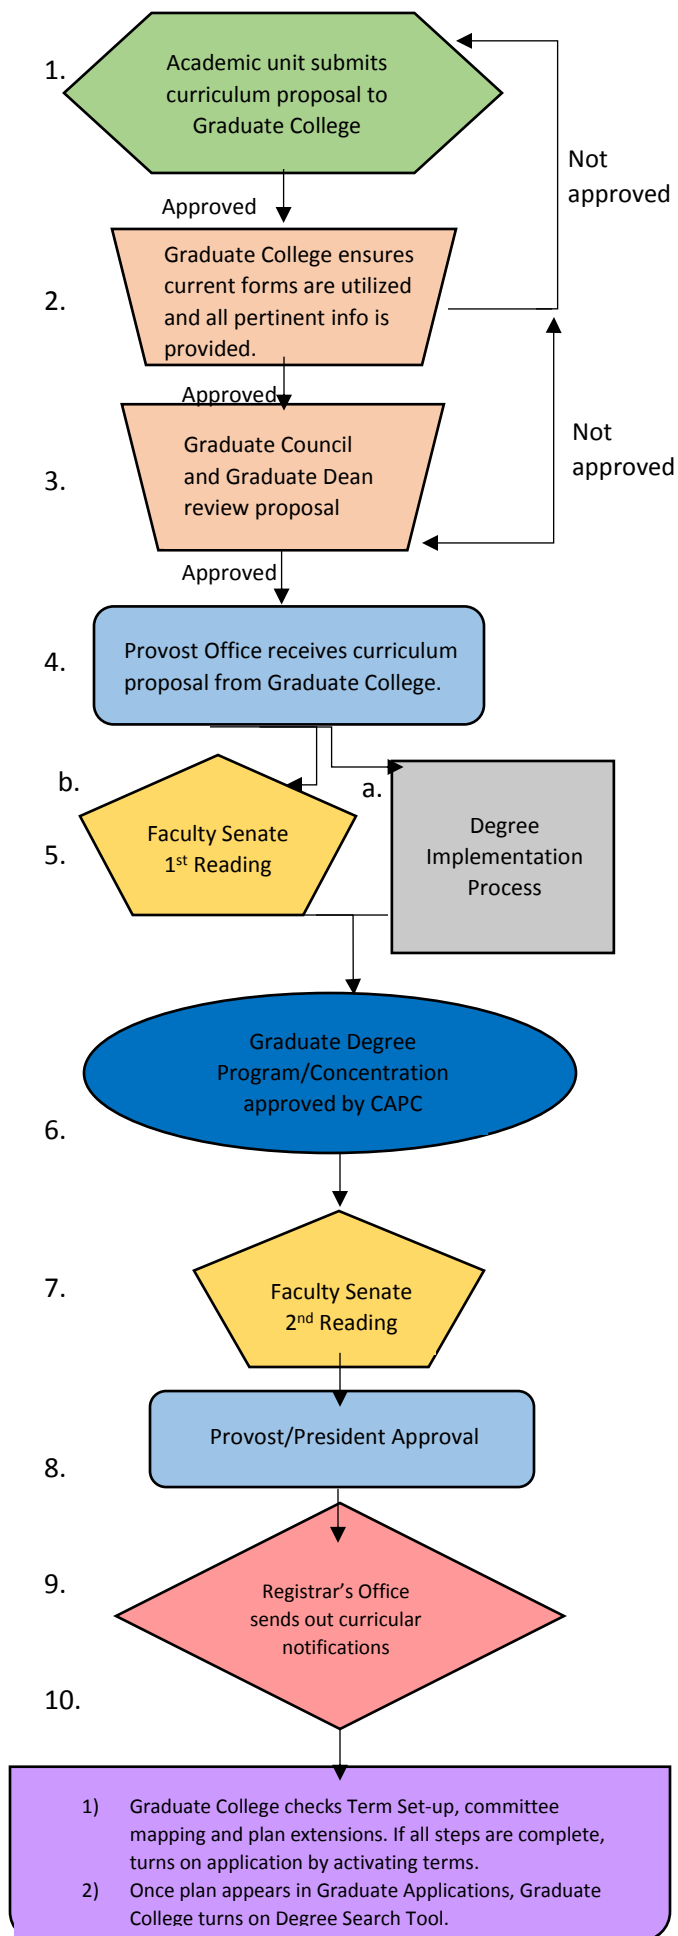 1.
Academic unit submits
curriculum proposal to
Graduate College
Not
approved
Approved
2.
Graduate College ensures
current forms are utilized
and all pertinent info is
provided.
Approved
3.
Graduate Council
and Graduate Dean
review proposal
Not
approved
Approved
4.
Provost Office receives curriculum
proposal from Graduate College.
b.
a.
5.
Faculty Senate
1st Reading
Degree
Implementation
Process
Graduate Degree
Program/Concentration
approved by CAPC
6.
7.
Faculty Senate
2nd Reading
Provost/President Approval
8.
9.
Registrar’s Office
sends out curricular
notifications
10.
1) Graduate College checks Term Set-up, committee
mapping and plan extensions. If all steps are complete,
turns on application by activating terms.
2) Once plan appears in Graduate Applications, Graduate
College turns on Degree Search Tool.